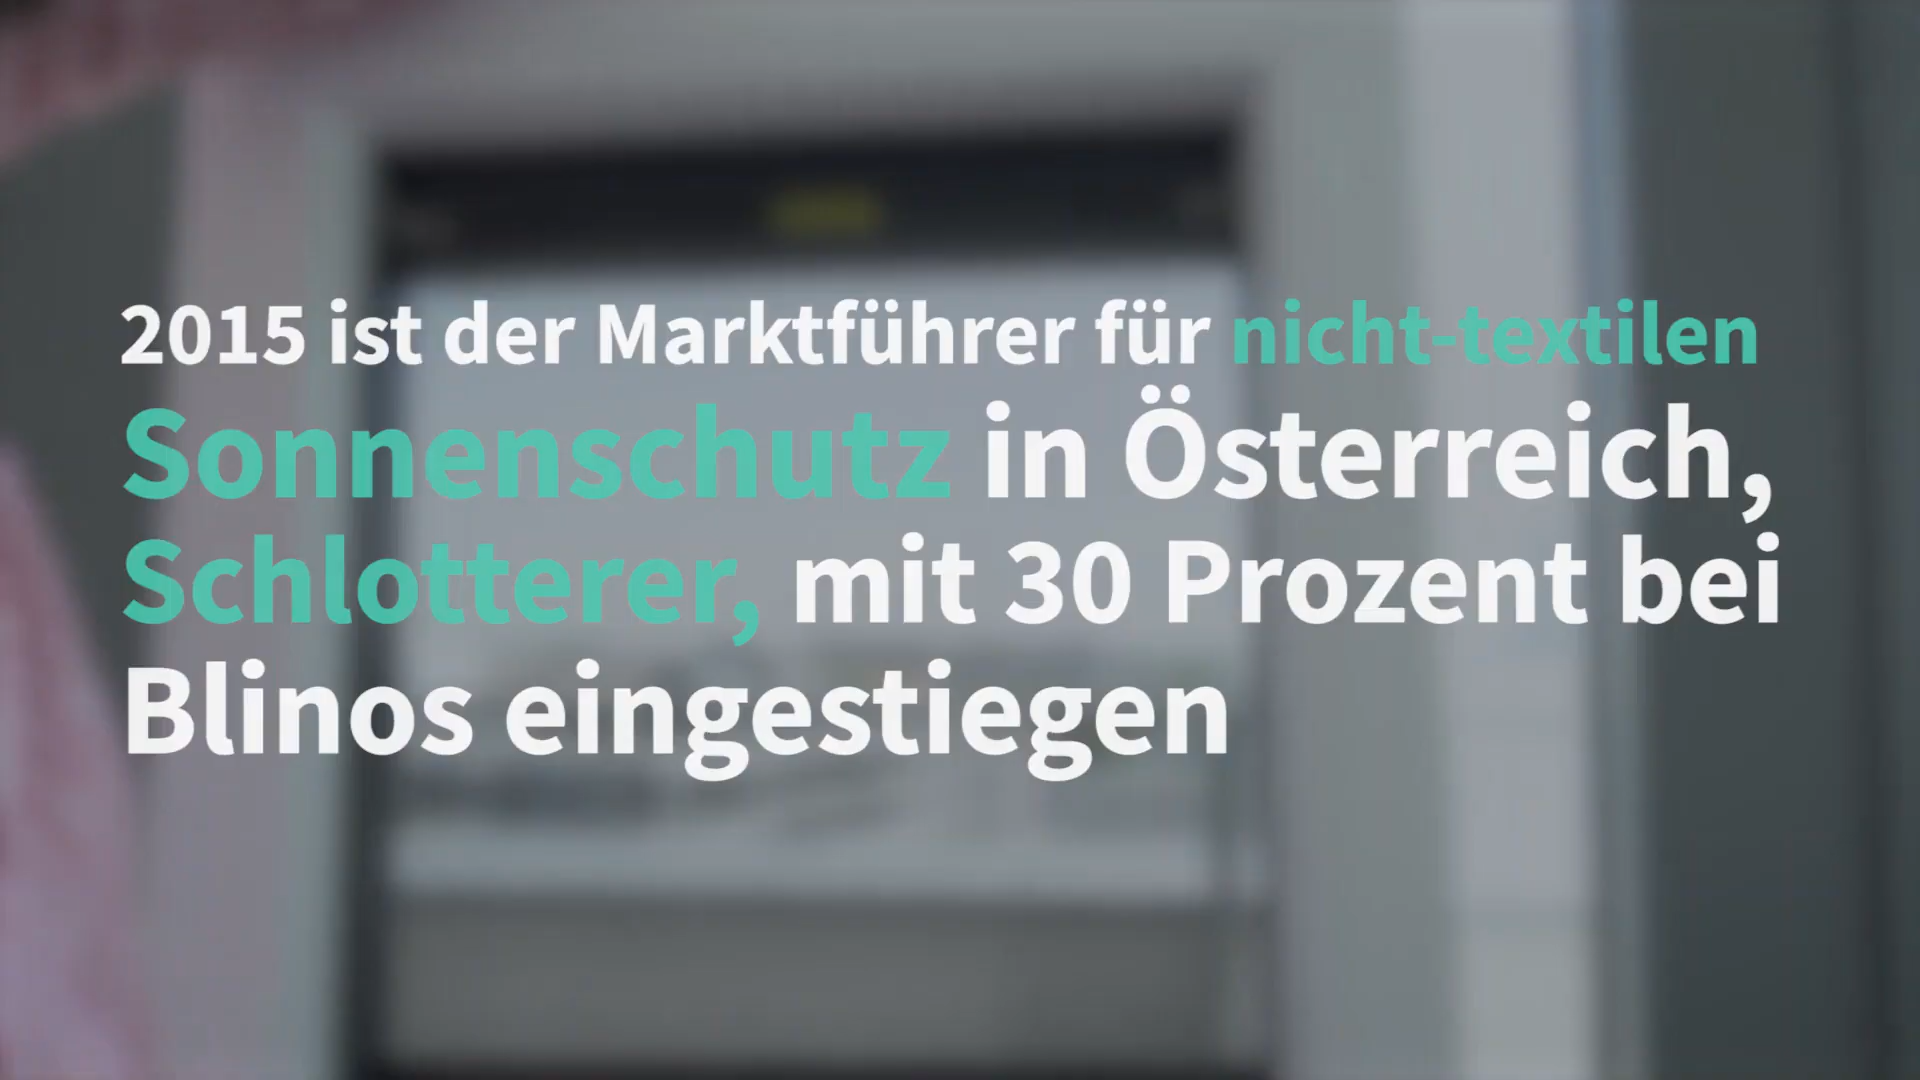 2015 ist der Marktführer für nicht-textilen
Sonnenschutz in Österreich,
Schlotterer, mit 30 Prozent bei
Blinos eingestiegen